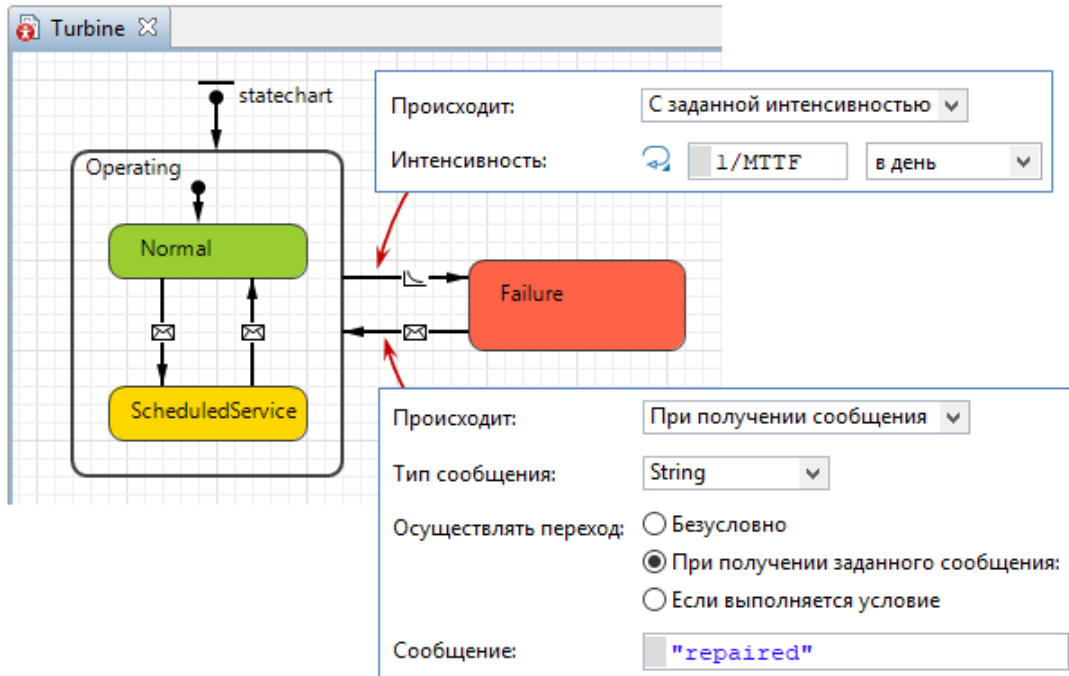 Turbine
statechart
Operating
Normal
ScheduledService
Failure
Происходит: С заданной интенсивностью
Интенсивность: 1/MTTF в день
Происходит: При получении сообщения
Тип сообщения: String
Осуществлять переход: Безусловно
При получении заданного сообщения:
Если выполняется условие
Сообщение: "repaired"